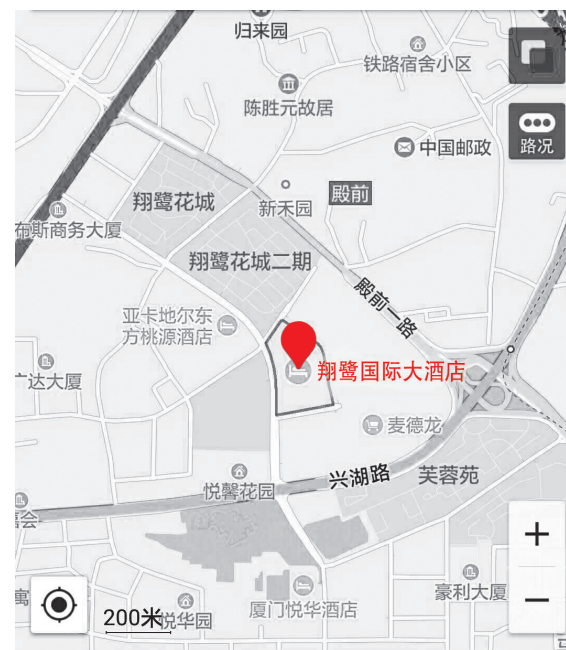 归来园
铁路宿舍小区
陈胜元故居
中国邮政
路况
殿前
翔鹭花城
新禾园
布斯商务大厦
翔鹭花城二期
殿前一路
亚卡地尔东
方桃源酒店
广达大厦
翔鹭国际大酒店
麦德龙
兴湖路
芙蓉苑
悦馨花园
会
寓
豪利大厦
厦门悦华酒店
悦华园
200米